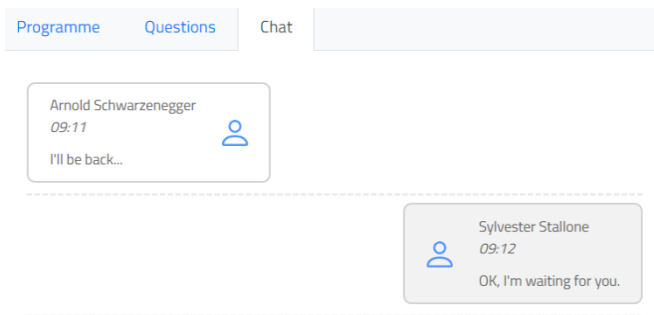 Programme Questions Chat
Arnold Schwarzenegger
09:11
I'll be back...
Sylvester Stallone
09:12
OK, I'm waiting for you.